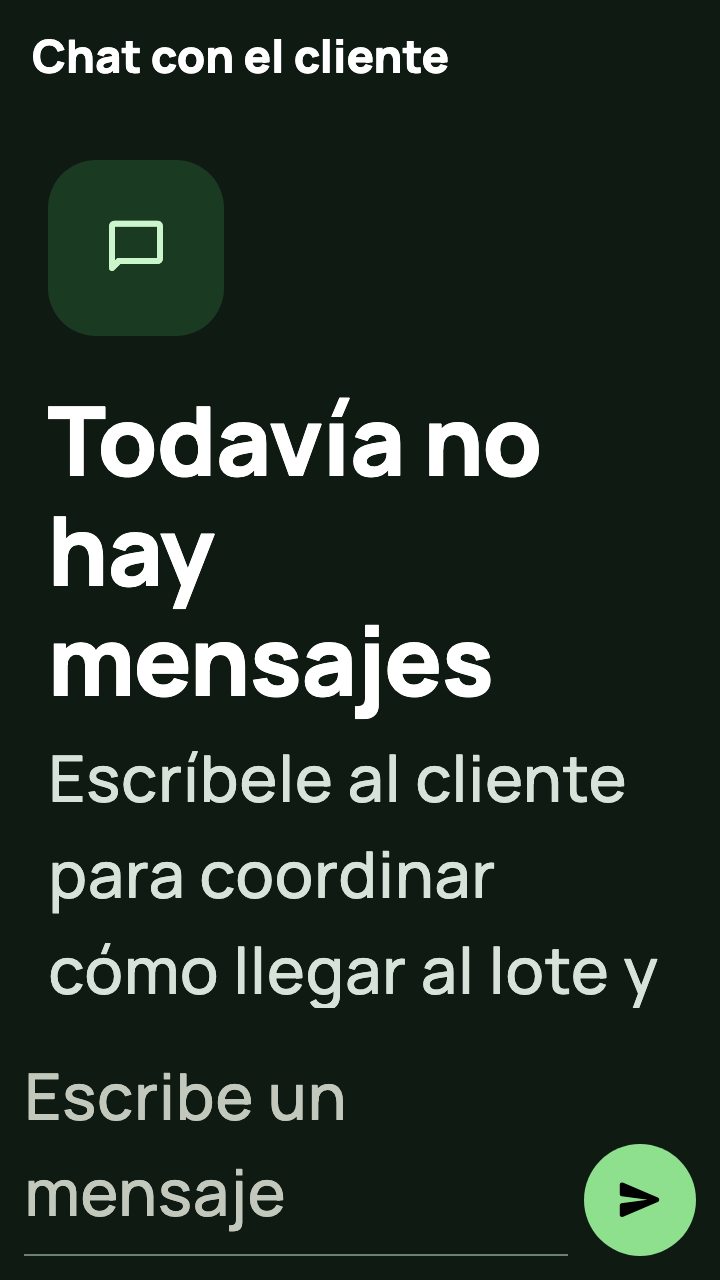 Chat con el cliente
Todavía no
hay
mensajes
Escríbele al cliente
para coordinar
cómo llegar al lote y
Escribe un
mensaje